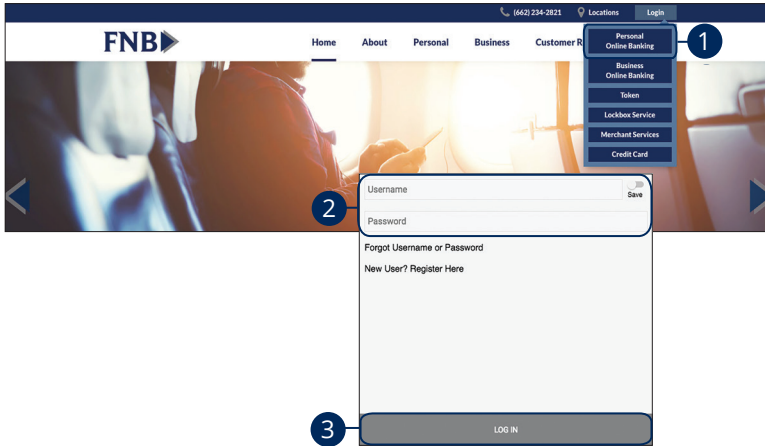 (662) 234-2821 Locations Login
FNB
Home About Personal Business Customer R
Personal
Online Banking
1
Business
Online Banking
Token
Lockbox Service
Merchant Services
Credit Card
2
Username
Save
Password
Forgot Username or Password
New User? Register Here
3
LOG IN